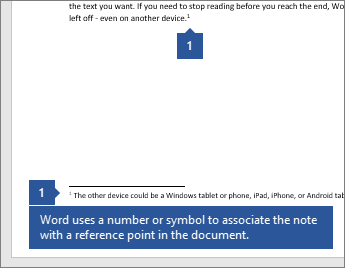 the text you want. If you need to stop reading before you reach the end, Wo
left off - even on another device.¹
1
1
¹ The other device could be a Windows tablet or phone, iPad, iPhone, or Android tab
Word uses a number or symbol to associate the note
with a reference point in the document.